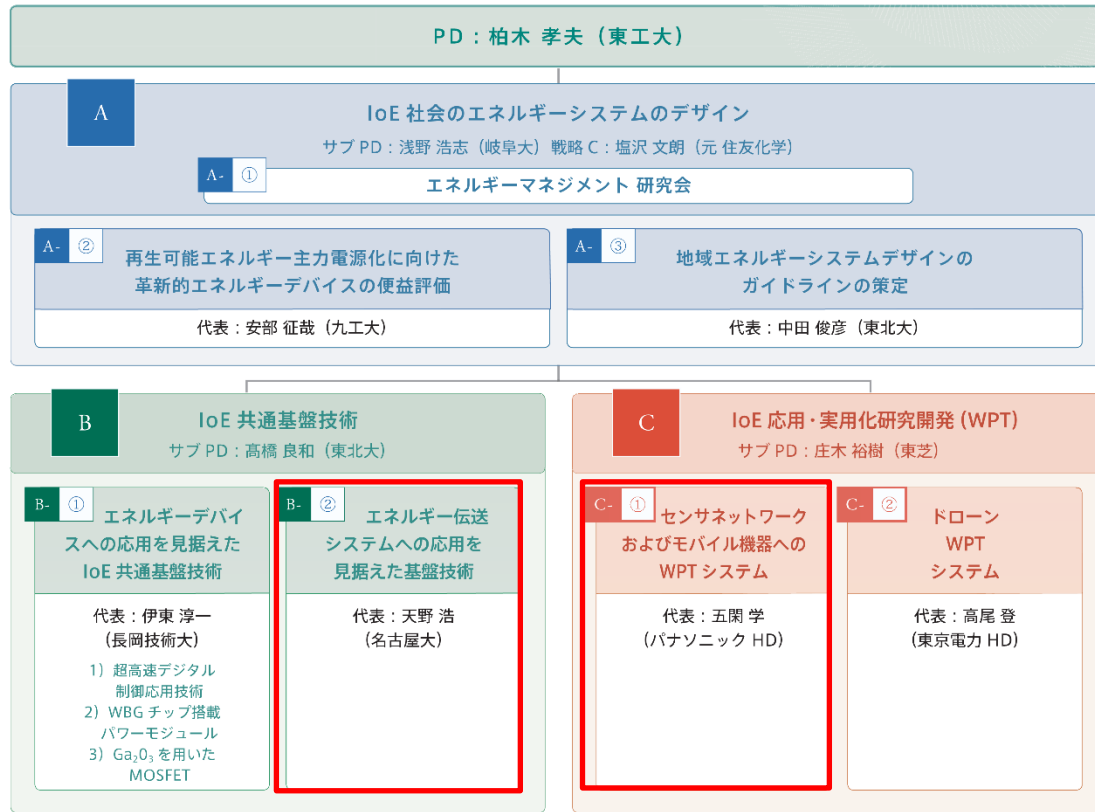 PD：柏木 孝夫（東工大）
A
IoE 社会のエネルギーシステムのデザイン
サブ PD：浅野 浩志（岐阜大）戦略 C：塩沢 文朗（元 住友化学）
A- ①
エネルギーマネジメント 研究会
A- ②
再生可能エネルギー主力電源化に向けた
革新的エネルギーデバイスの便益評価
代表：安部 征哉（九工大）
A- ③
地域エネルギーシステムデザインの
ガイドラインの策定
代表：中田 俊彦（東北大）
B
IoE 共通基盤技術
サブ PD：髙橋 良和（東北大）
B- ①
エネルギーデバイ
スへの応用を見据えた
IoE 共通基盤技術
代表：伊東 淳一
（長岡技術大）
1）超高速デジタル
制御応用技術
2）WBG チップ搭載
パワーモジュール
3）Ga₂O₃ を用いた
MOSFET
B- ②
エネルギー伝送
システムへの応用を
見据えた基盤技術
代表：天野 浩
（名古屋大）
C
IoE 応用・実用化研究開発 (WPT)
サブ PD：庄木 裕樹（東芝）
C- ①
センサネットワーク
およびモバイル機器への
WPT システム
代表：五閑 学
（パナソニック HD）
C- ②
ドローン
WPT
システム
代表：高尾 登
（東京電力 HD）